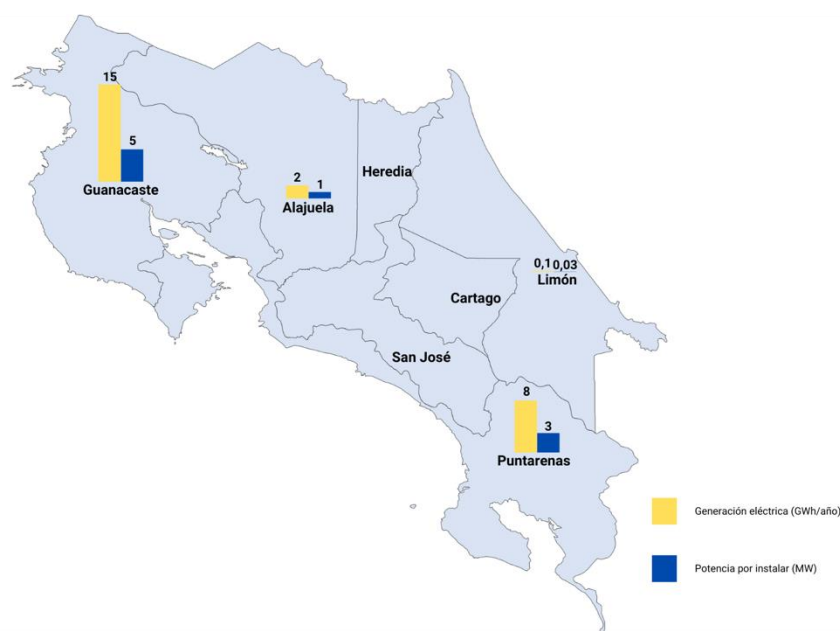 15
5
Guanacaste
2
1
Alajuela
Heredia
0,1 0,03
Limón
Cartago
San José
8
3
Puntarenas
Generación eléctrica (GWh/año)
Potencia por instalar (MW)